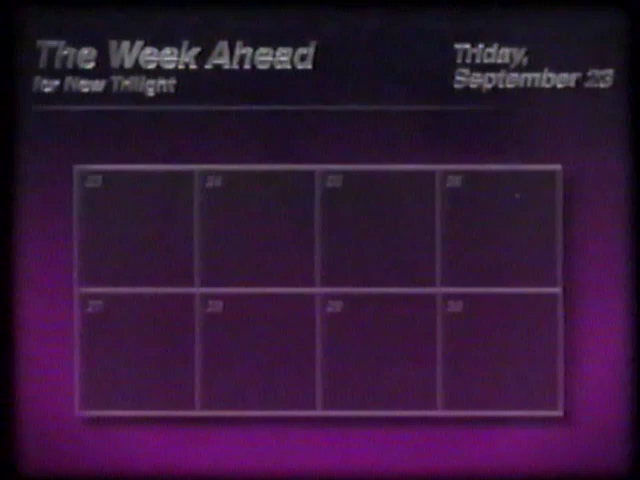 The Week Ahead
for New Trilight
Triday,
September 23
23 24 25 26
27 28 29 30